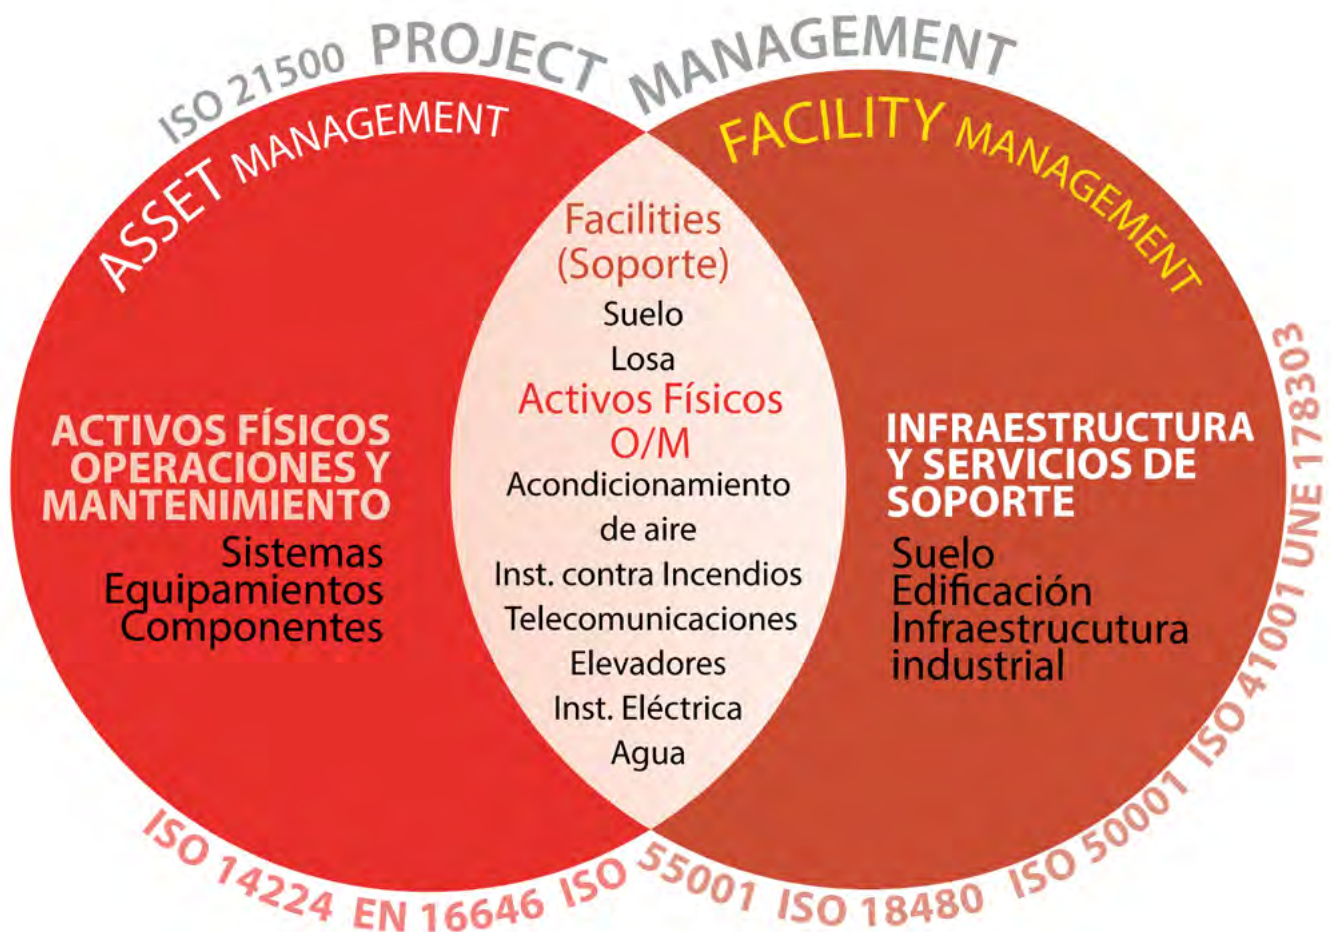 ISO 21500 PROJECT MANAGEMENT
ASSET MANAGEMENT
FACILITY MANAGEMENT
Facilities
(Soporte)
Suelo
Losa
Activos Físicos
O/M
Acondicionamiento
de aire
Inst. contra Incendios
Telecomunicaciones
Elevadores
Inst. Eléctrica
Agua
ACTIVOS FÍSICOS
OPERACIONES Y
MANTENIMIENTO
Sistemas
Equipamientos
Componentes
INFRAESTRUCTURA
Y SERVICIOS DE
SOPORTE
Suelo
Edificación
Infraestrucutura
industrial
ISO 14224 EN 16646 ISO 55001 ISO 18480 ISO 50001 ISO 41001 UNE 178303